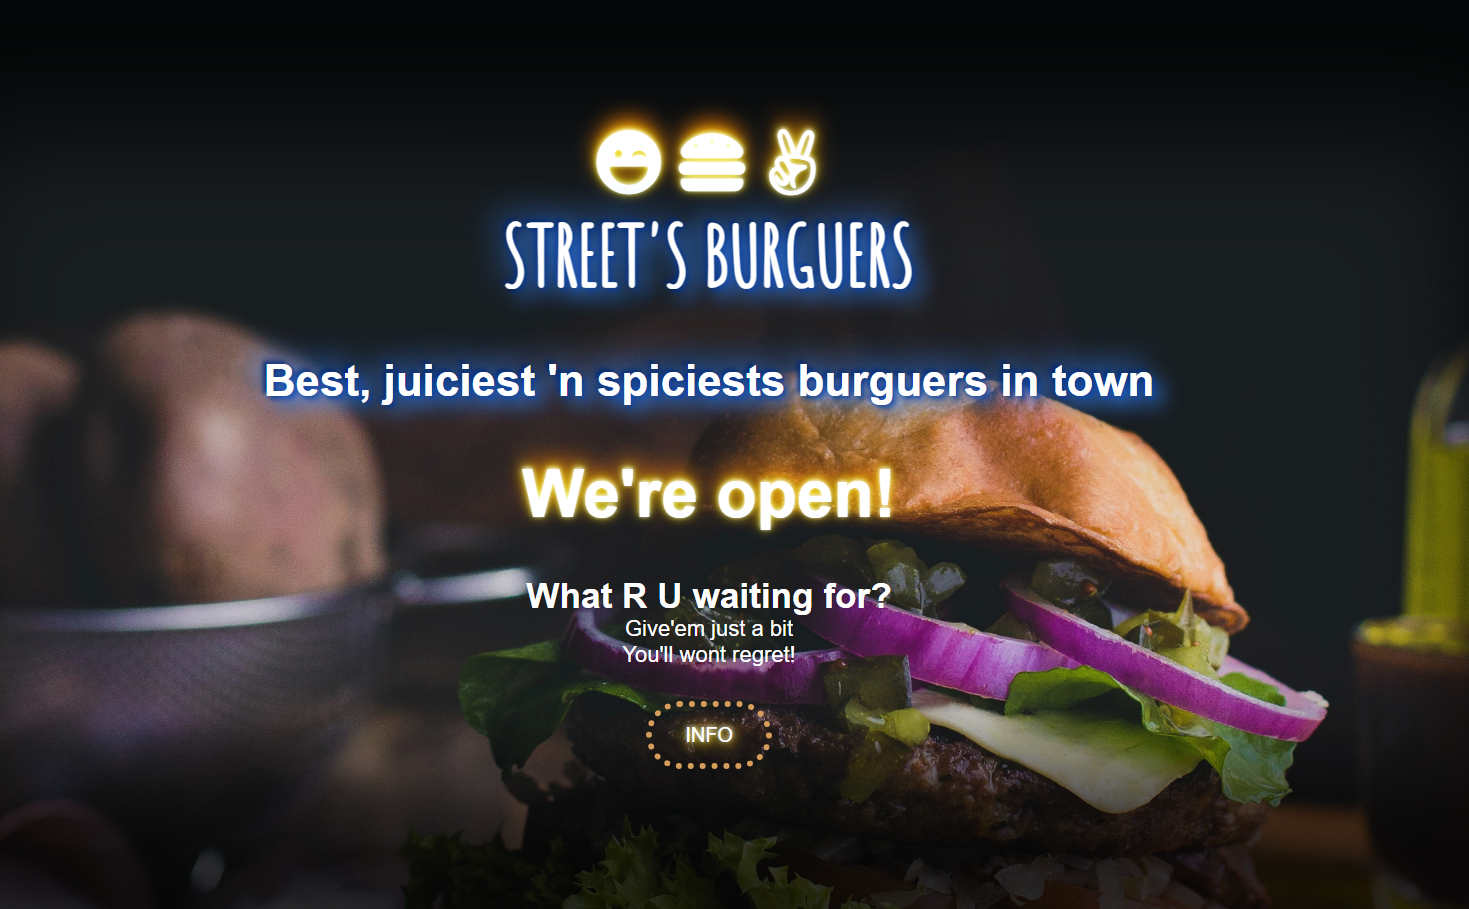 STREET'S BURGUERS
Best, juiciest 'n spiciests burguers in town
We're open!
What R U waiting for?
Give'em just a bit
You'll wont regret!
INFO